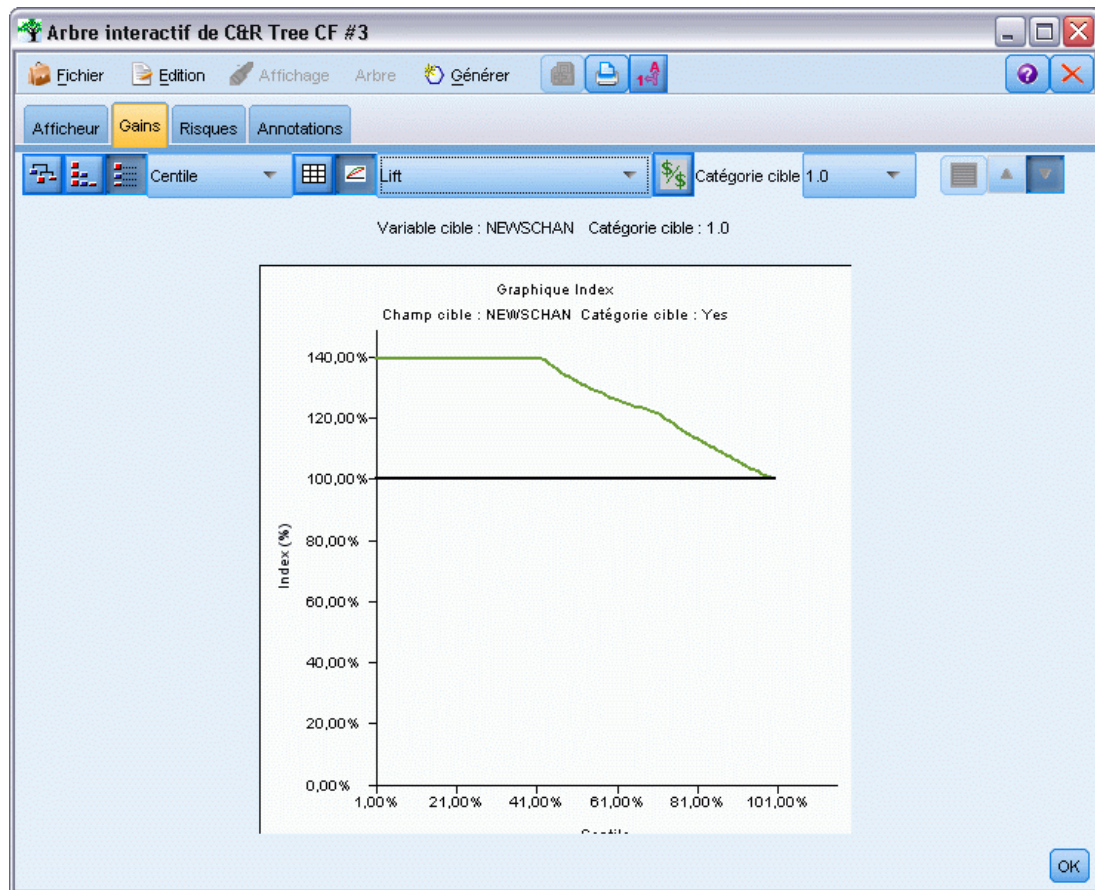 Arbre interactif de C&R Tree CF #3
Fichier Edition Affichage Arbre Générer
Afficheur Gains Risques Annotations
Centile Lift Catégorie cible 1.0
Variable cible : NEWSCHAN Catégorie cible : 1.0
Graphique Index
Champ cible : NEWSCHAN Catégorie cible : Yes
140,00%
120,00%
100,00%
80,00%
60,00%
40,00%
20,00%
0,00%
Index (%)
1,00% 21,00% 41,00% 61,00% 81,00% 101,00%
OK